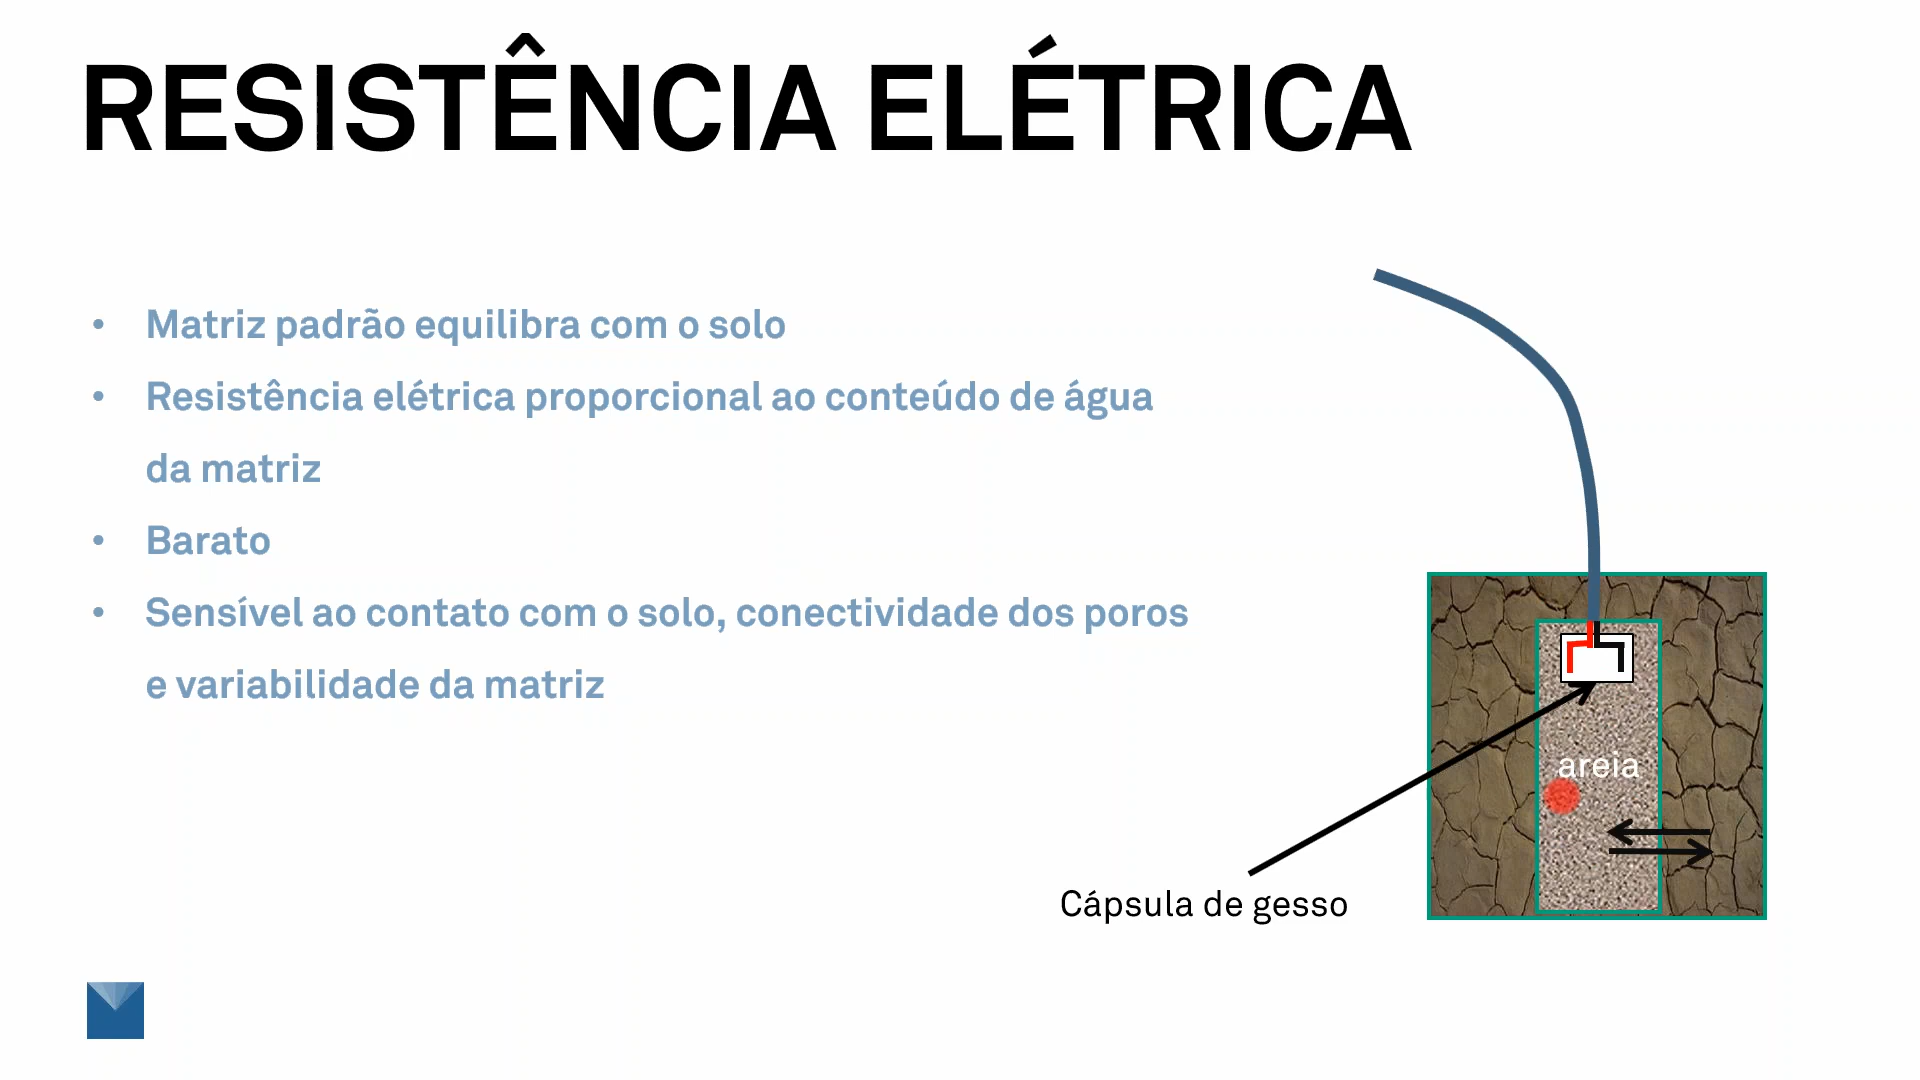 RESISTÊNCIA ELÉTRICA
• Matriz padrão equilibra com o solo
• Resistência elétrica proporcional ao conteúdo de água
da matriz
• Barato
• Sensível ao contato com o solo, conectividade dos poros
e variabilidade da matriz
areia
Cápsula de gesso